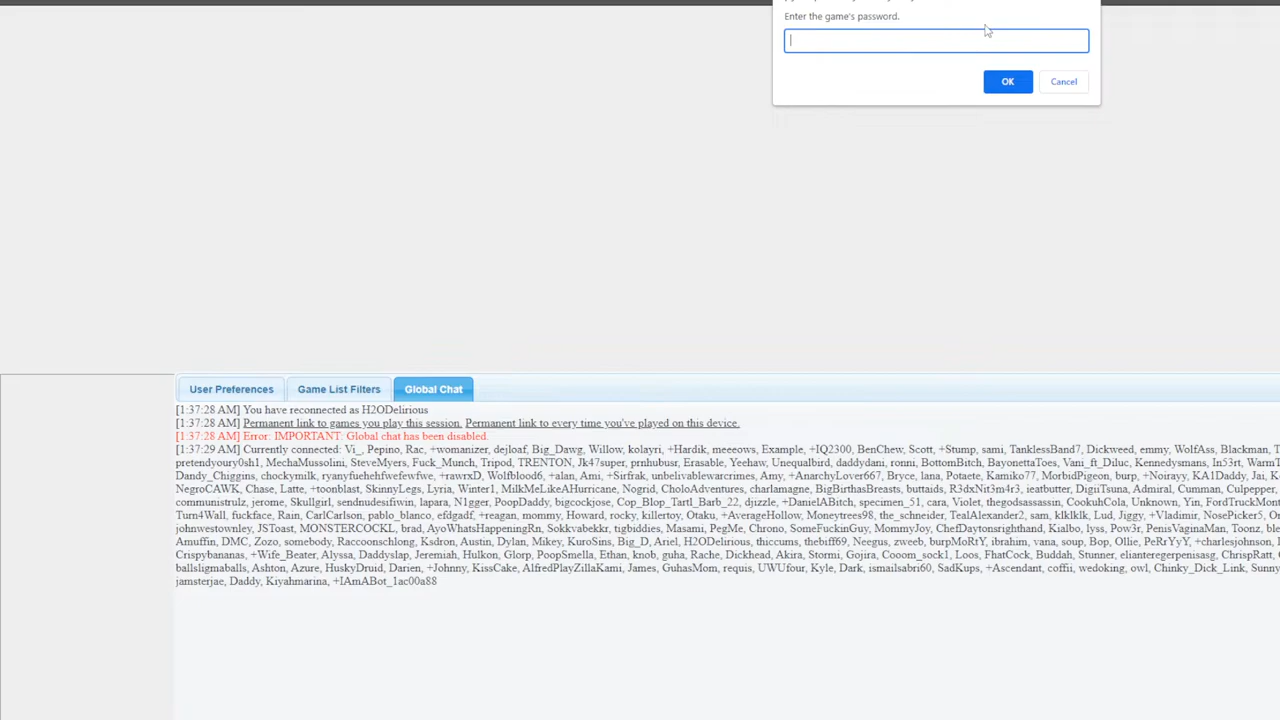 Enter the game's password.
OK
Cancel
User Preferences
Game List Filters
Global Chat
[1:37:28 AM] You have reconnected as H2ODelirious
[1:37:28 AM] Permanent link to games you play this session. Permanent link to every time you've played on this device.
[1:37:28 AM] Error: IMPORTANT: Global chat has been disabled.
[1:37:29 AM] Currently connected: Vi_, Pepino, Rac, +womanizer, dejloaf, Big_Dawg, Willow, kolayri, +Hardik, meeeows, Example, +IQ2300, BenChew, Scott, +Stump, sami, TanklessBand7, Dickweed, emmy, WolfAss, Blackman, T
pretendyoury0sh1, MechaMussolini, SteveMyers, Fuck_Munch, Tripod, TRENTON, Jk47super, prnhubusr, Erasable, Yeehaw, Unequalbird, daddydani, ronni, BottomBitch, BayonettaToes, Vani_ft_Diluc, Kennedysmans, In53rt, WarmT
Dandy_Chiggins, chockymilk, ryanyfuehehfwefewfwe, +rawrxD, Wolfblood6, +alan, Ami, +Sirfrak, unbelivablewarcrimes, Amy, +AnarchyLover667, Bryce, lana, Potaete, Kamiko77, MorbidPigeon, burp, +Noirayy, KA1Daddy, Jai, K
NegroCAWK, Chase, Latte, +toonblast, SkinnyLegs, Lyria, Winter1, MilkMeLikeAHurricane, Nogrid, CholoAdventures, charlamagne, BigBirthasBreasts, buttaids, R3dxNit3m4r3, ieatbutter, DigiiTsuna, Admiral, Cumman, Culpepper,
communistrulz, jerome, Skullgirl, sendnudesifiwin, lapara, N1gger, PoopDaddy, bigcockjose, Cop_Blop_Tartl_Barb_22, djizzle, +DanielABitch, specimen_51, cara, Violet, thegodsassassin, CookuhCola, Unknown, Yin, FordTruckMont
Turn4Wall, fuckface, Rain, CarlCarlson, pablo_blanco, efdgadf, +reagan, mommy, Howard, rocky, killertoy, Otaku, +AverageHollow, Moneytrees98, the_schneider, TealAlexander2, sam, klklklk, Lud, Jiggy, +Vladimir, NosePicker5, Or
johnwestownley, JSToast, MONSTERCOCKL, brad, AyoWhatsHappeningRn, Sokkvabekkr, tigbiddies, Masami, PegMe, Chrono, SomeFuckinGuy, MommyJoy, ChefDaytonsrighthand, Kialbo, lyss, Pow3r, PenisVaginaMan, Toonz, ble
Amuffin, DMC, Zozo, somebody, Raccoonschlong, Ksdron, Austin, Dylan, Mikey, KuroSins, Big_D, Ariel, H2ODelirious, thiccums, thebiff69, Neegus, zweeb, burpMoRtY, ibrahim, vana, soup, Bop, Ollie, PeRrYyY, +charlesjohnson, I
Crispybananas, +Wife_Beater, Alyssa, Daddyslap, Jeremiah, Hulkon, Glorp, PoopSmella, Ethan, knob, guha, Rache, Dickhead, Akira, Stormi, Gojira, Cooom_sock1, Loos, FhatCock, Buddah, Stunner, elianteregerpenisasg, ChrispRatt,
ballsligmaballs, Ashton, Azure, HuskyDruid, Darien, +Johnny, KissCake, AlfredPlayZillaKami, James, GuhasMom, requis, UWUfour, Kyle, Dark, ismailsabri60, SadKups, +Ascendant, coffii, wedoking, owl, Chinky_Dick_Link, Sunny
jamsterjae, Daddy, Kiyahmarina, +IAmABot_1ac00a88